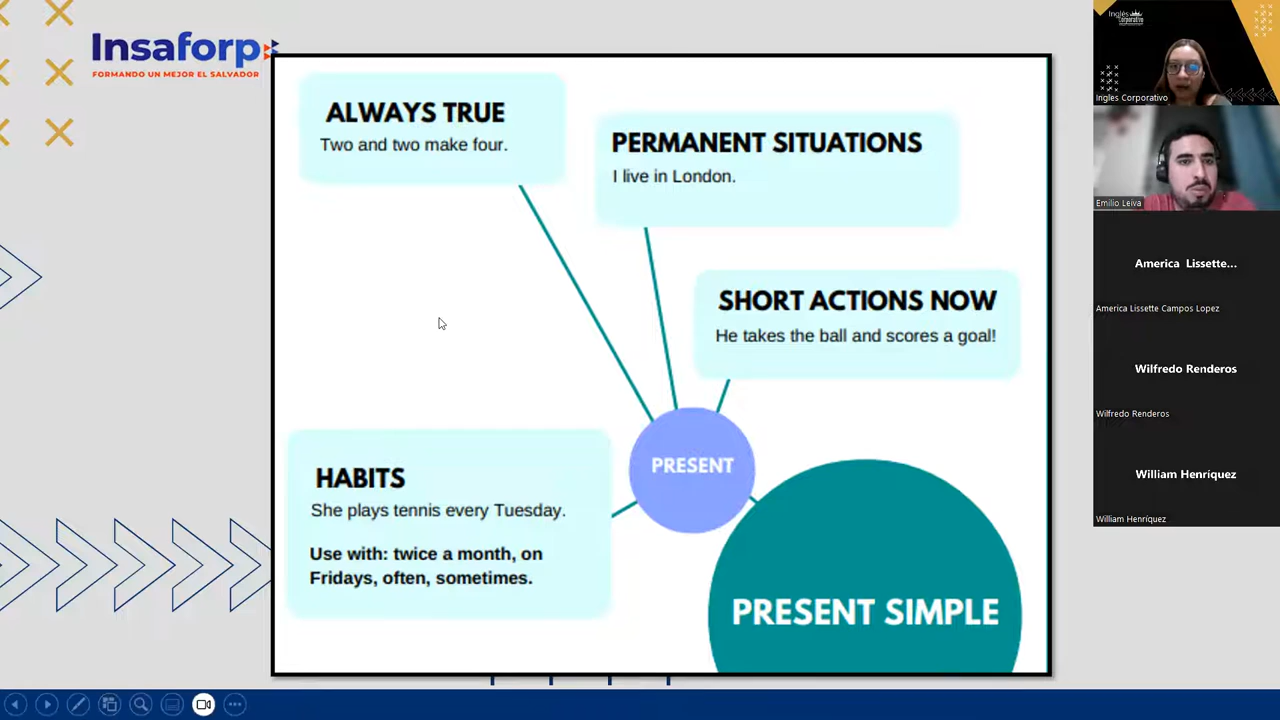 Insaforp
FORMANDO UN MEJOR EL SALVADOR
ALWAYS TRUE
Two and two make four.
PERMANENT SITUATIONS
I live in London.
SHORT ACTIONS NOW
He takes the ball and scores a goal!
HABITS
She plays tennis every Tuesday.
Use with: twice a month, on
Fridays, often, sometimes.
PRESENT
PRESENT SIMPLE
Inglés
Corporativo
Ingles Corporativo
Emilio Leiva
America Lissette...
America Lissette Campos Lopez
Wilfredo Renderos
Wilfredo Renderos
William Henríquez
William Henríquez